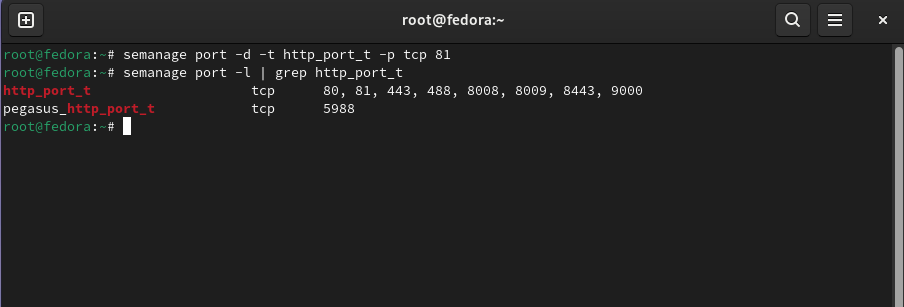 root@fedora:~
root@fedora:~# semanage port -d -t http_port_t -p tcp 81
root@fedora:~# semanage port -l | grep http_port_t
http_port_t                    tcp      80, 81, 443, 488, 8008, 8009, 8443, 9000
pegasus_http_port_t            tcp      5988
root@fedora:~#